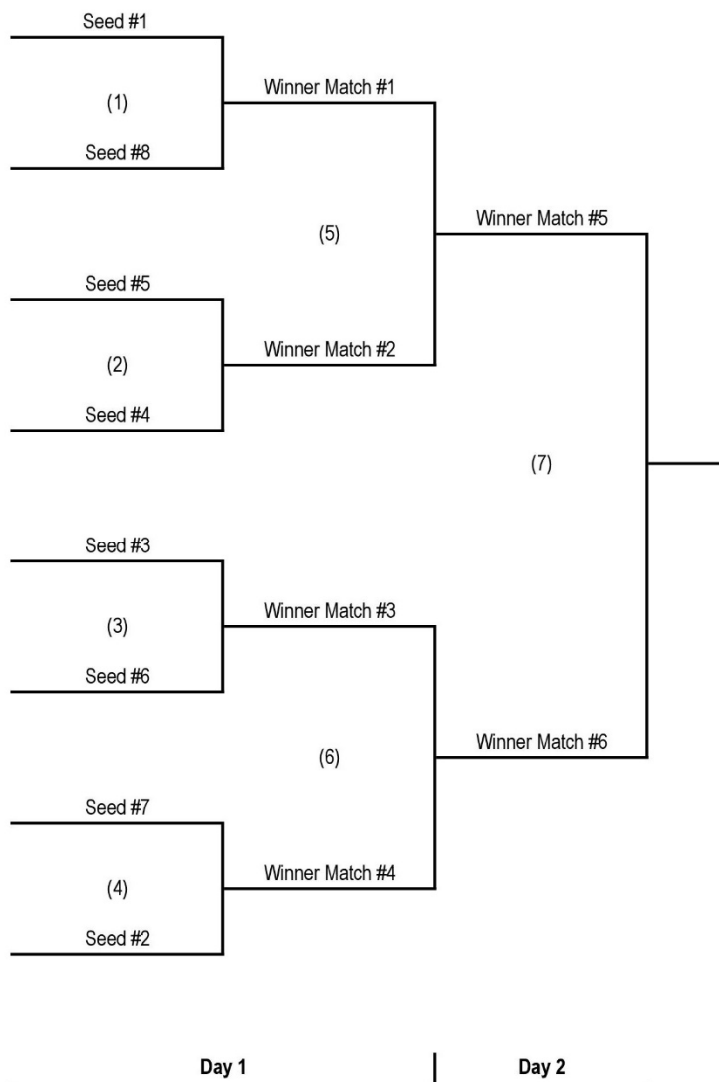 Seed #1
Winner Match #1
(1)
Seed #8
Winner Match #5
(5)
Seed #5
Winner Match #2
(2)
Seed #4
(7)
Seed #3
Winner Match #3
(3)
Seed #6
Winner Match #6
(6)
Seed #7
Winner Match #4
(4)
Seed #2
Day 1
Day 2